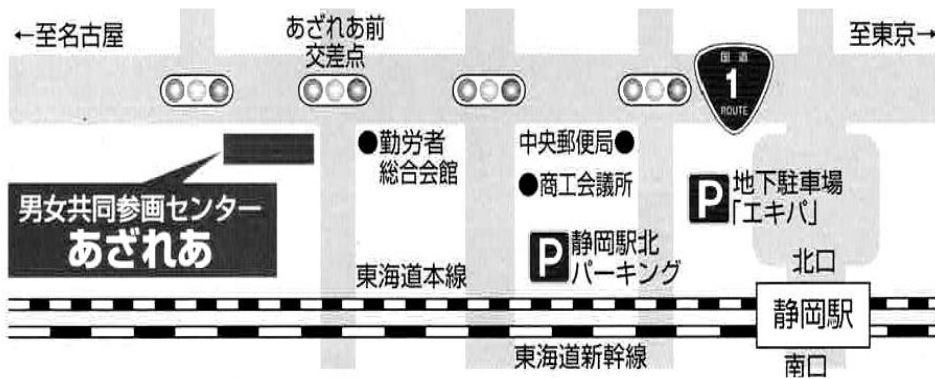 ←至名古屋
あざれあ前
交差点
至東京→
国道
1
ROUTE
●勤労者
総合会館
中央郵便局●
●商工会議所
P 地下駐車場
「エキパ」
男女共同参画センター
あざれあ
P 静岡駅北
パーキング
北口
東海道本線
静岡駅
東海道新幹線
南口